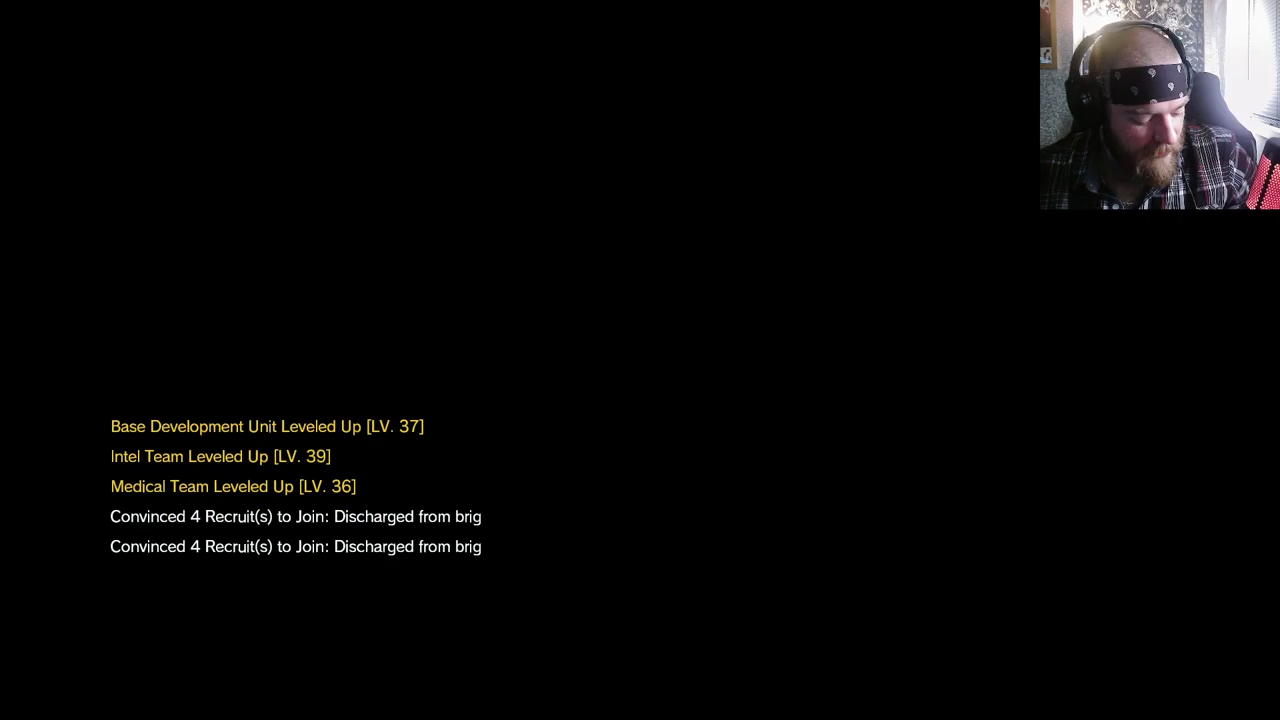 Base Development Unit Leveled Up [LV. 37]
Intel Team Leveled Up [LV. 39]
Medical Team Leveled Up [LV. 36]
Convinced 4 Recruit(s) to Join: Discharged from brig
Convinced 4 Recruit(s) to Join: Discharged from brig